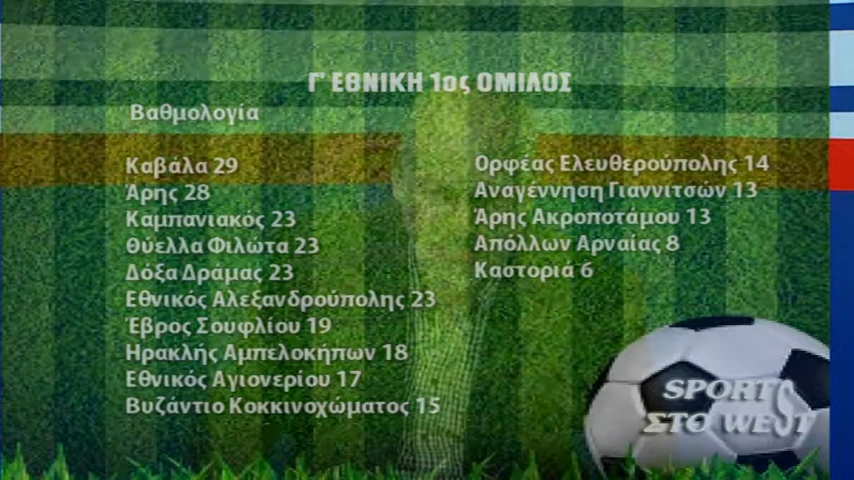 Γ' ΕΘΝΙΚΗ 1ος ΟΜΙΛΟΣ
Βαθμολογία
Καβάλα 29
Άρης 28
Καμπανιακός 23
Θύελλα Φιλώτα 23
Δόξα Δράμας 23
Εθνικός Αλεξανδρούπολης 23
Έβρος Σουφλίου 19
Ηρακλής Αμπελοκήπων 18
Εθνικός Αγιονερίου 17
Βυζάντιο Κοκκινοχώματος 15
Ορφέας Ελευθερούπολης 14
Αναγέννηση Γιαννιτσών 13
Άρης Ακροποτάμου 13
Απόλλων Αρναίας 8
Καστοριά 6
SPORTS
ΣΤΟ WEST